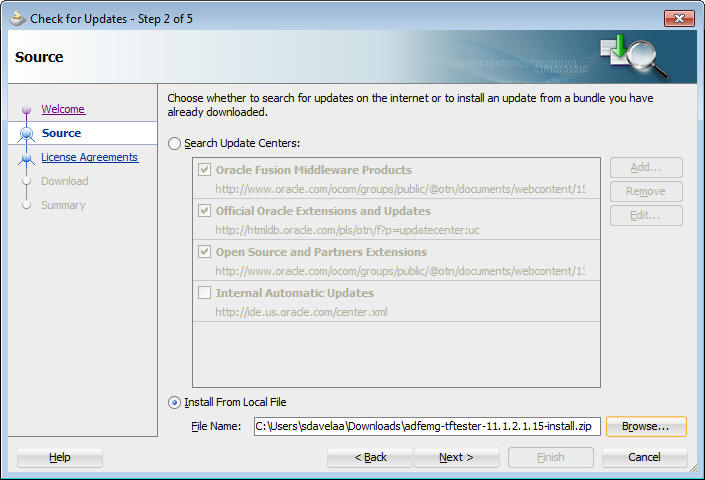 Check for Updates - Step 2 of 5
Source
Welcome
Source
License Agreements
Download
Summary
Choose whether to search for updates on the internet or to install an update from a bundle you have
already downloaded.
Search Update Centers:
Oracle Fusion Middleware Products
http://www.oracle.com/ocom/groups/public/@otn/documents/webcontent/15
Official Oracle Extensions and Updates
http://htmldb.oracle.com/pls/otn/f?p=updatecenter:uc
Open Source and Partners Extensions
http://www.oracle.com/ocom/groups/public/@otn/documents/webcontent/13
Internal Automatic Updates
http://ide.us.oracle.com/center.xml
Add...
Remove
Edit...
Install From Local File
File Name: C:\Users\sdavelaa\Downloads\adfemg-tftester-11.1.2.1.15-install.zip Browse...
Help < Back Next > Finish Cancel